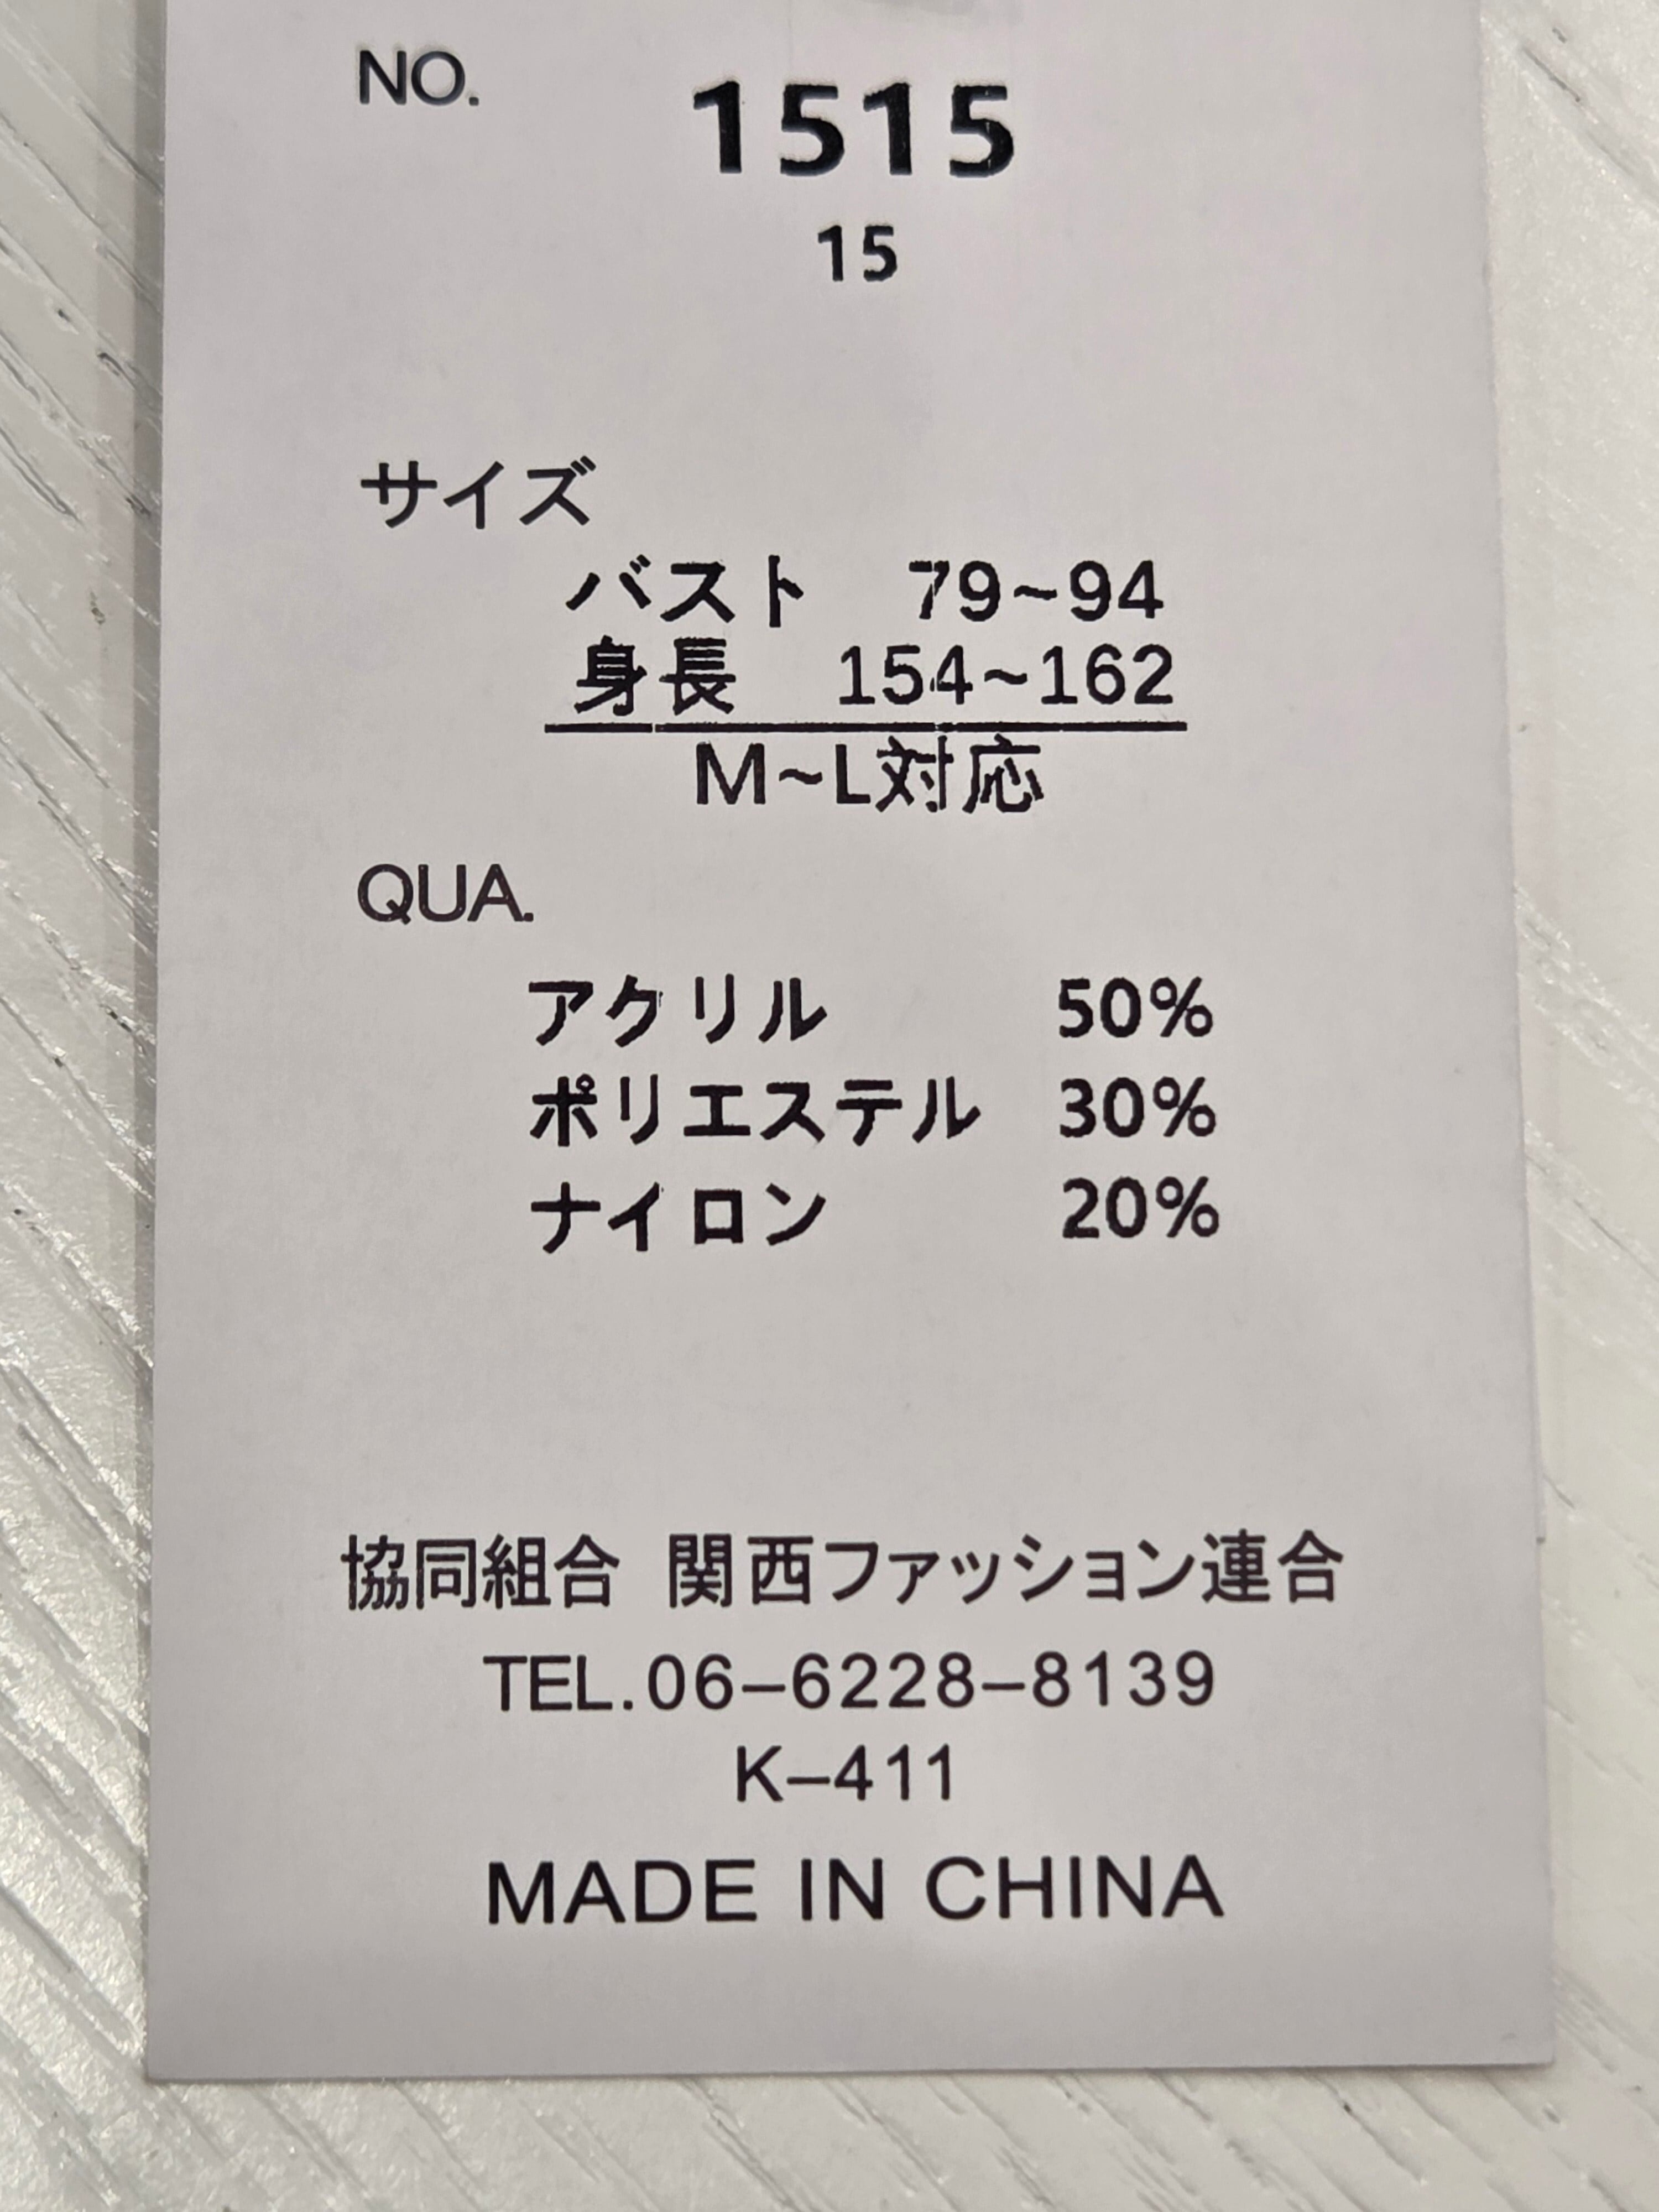 NO. 1515
15
サイズ
バスト 79~94
身長 154~162
M~L対応
QUA.
アクリル 50%
ポリエステル 30%
ナイロン 20%
協同組合 関西ファッション連合
TEL.06–6228–8139
K–411
MADE IN CHINA